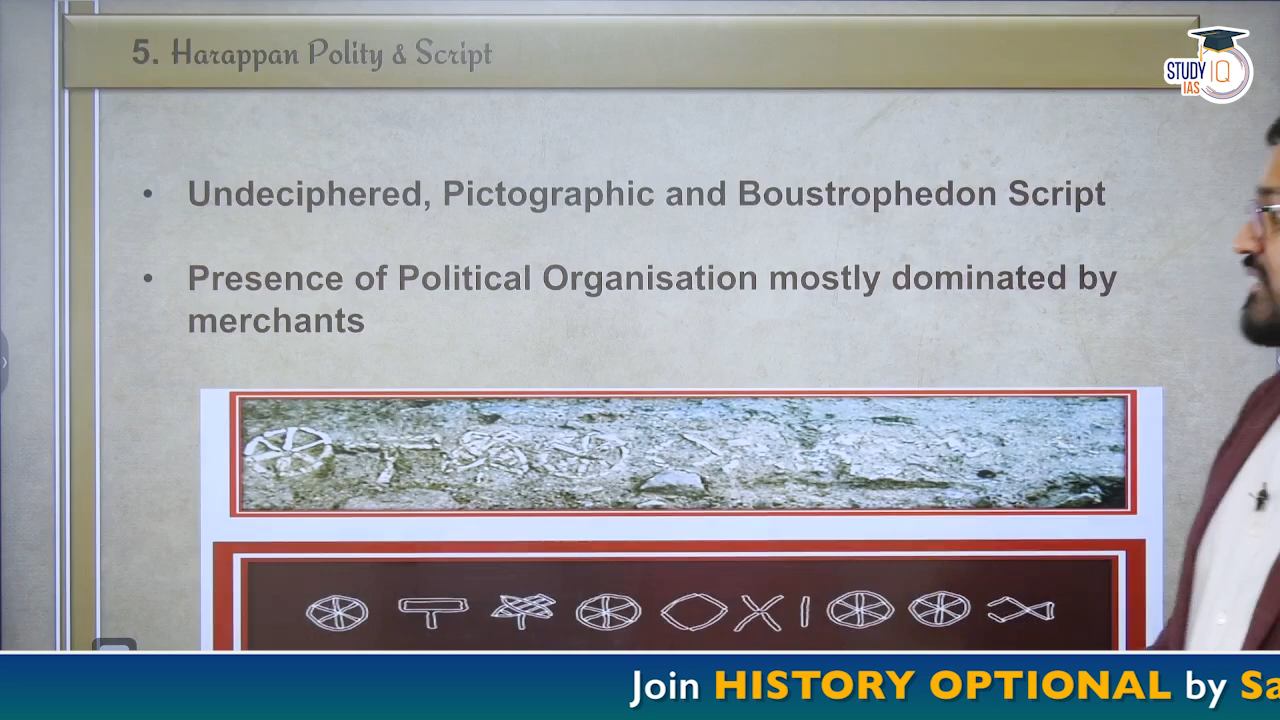 5. Harappan Polity & Script
STUDY IQ
IAS
• Undeciphered, Pictographic and Boustrophedon Script
• Presence of Political Organisation mostly dominated by
merchants
Join HISTORY OPTIONAL by Sa